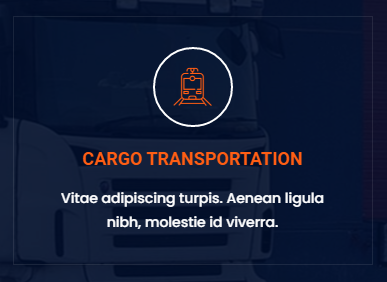 CARGO TRANSPORTATION
Vitae adipiscing turpis. Aenean ligula
nibh, molestie id viverra.